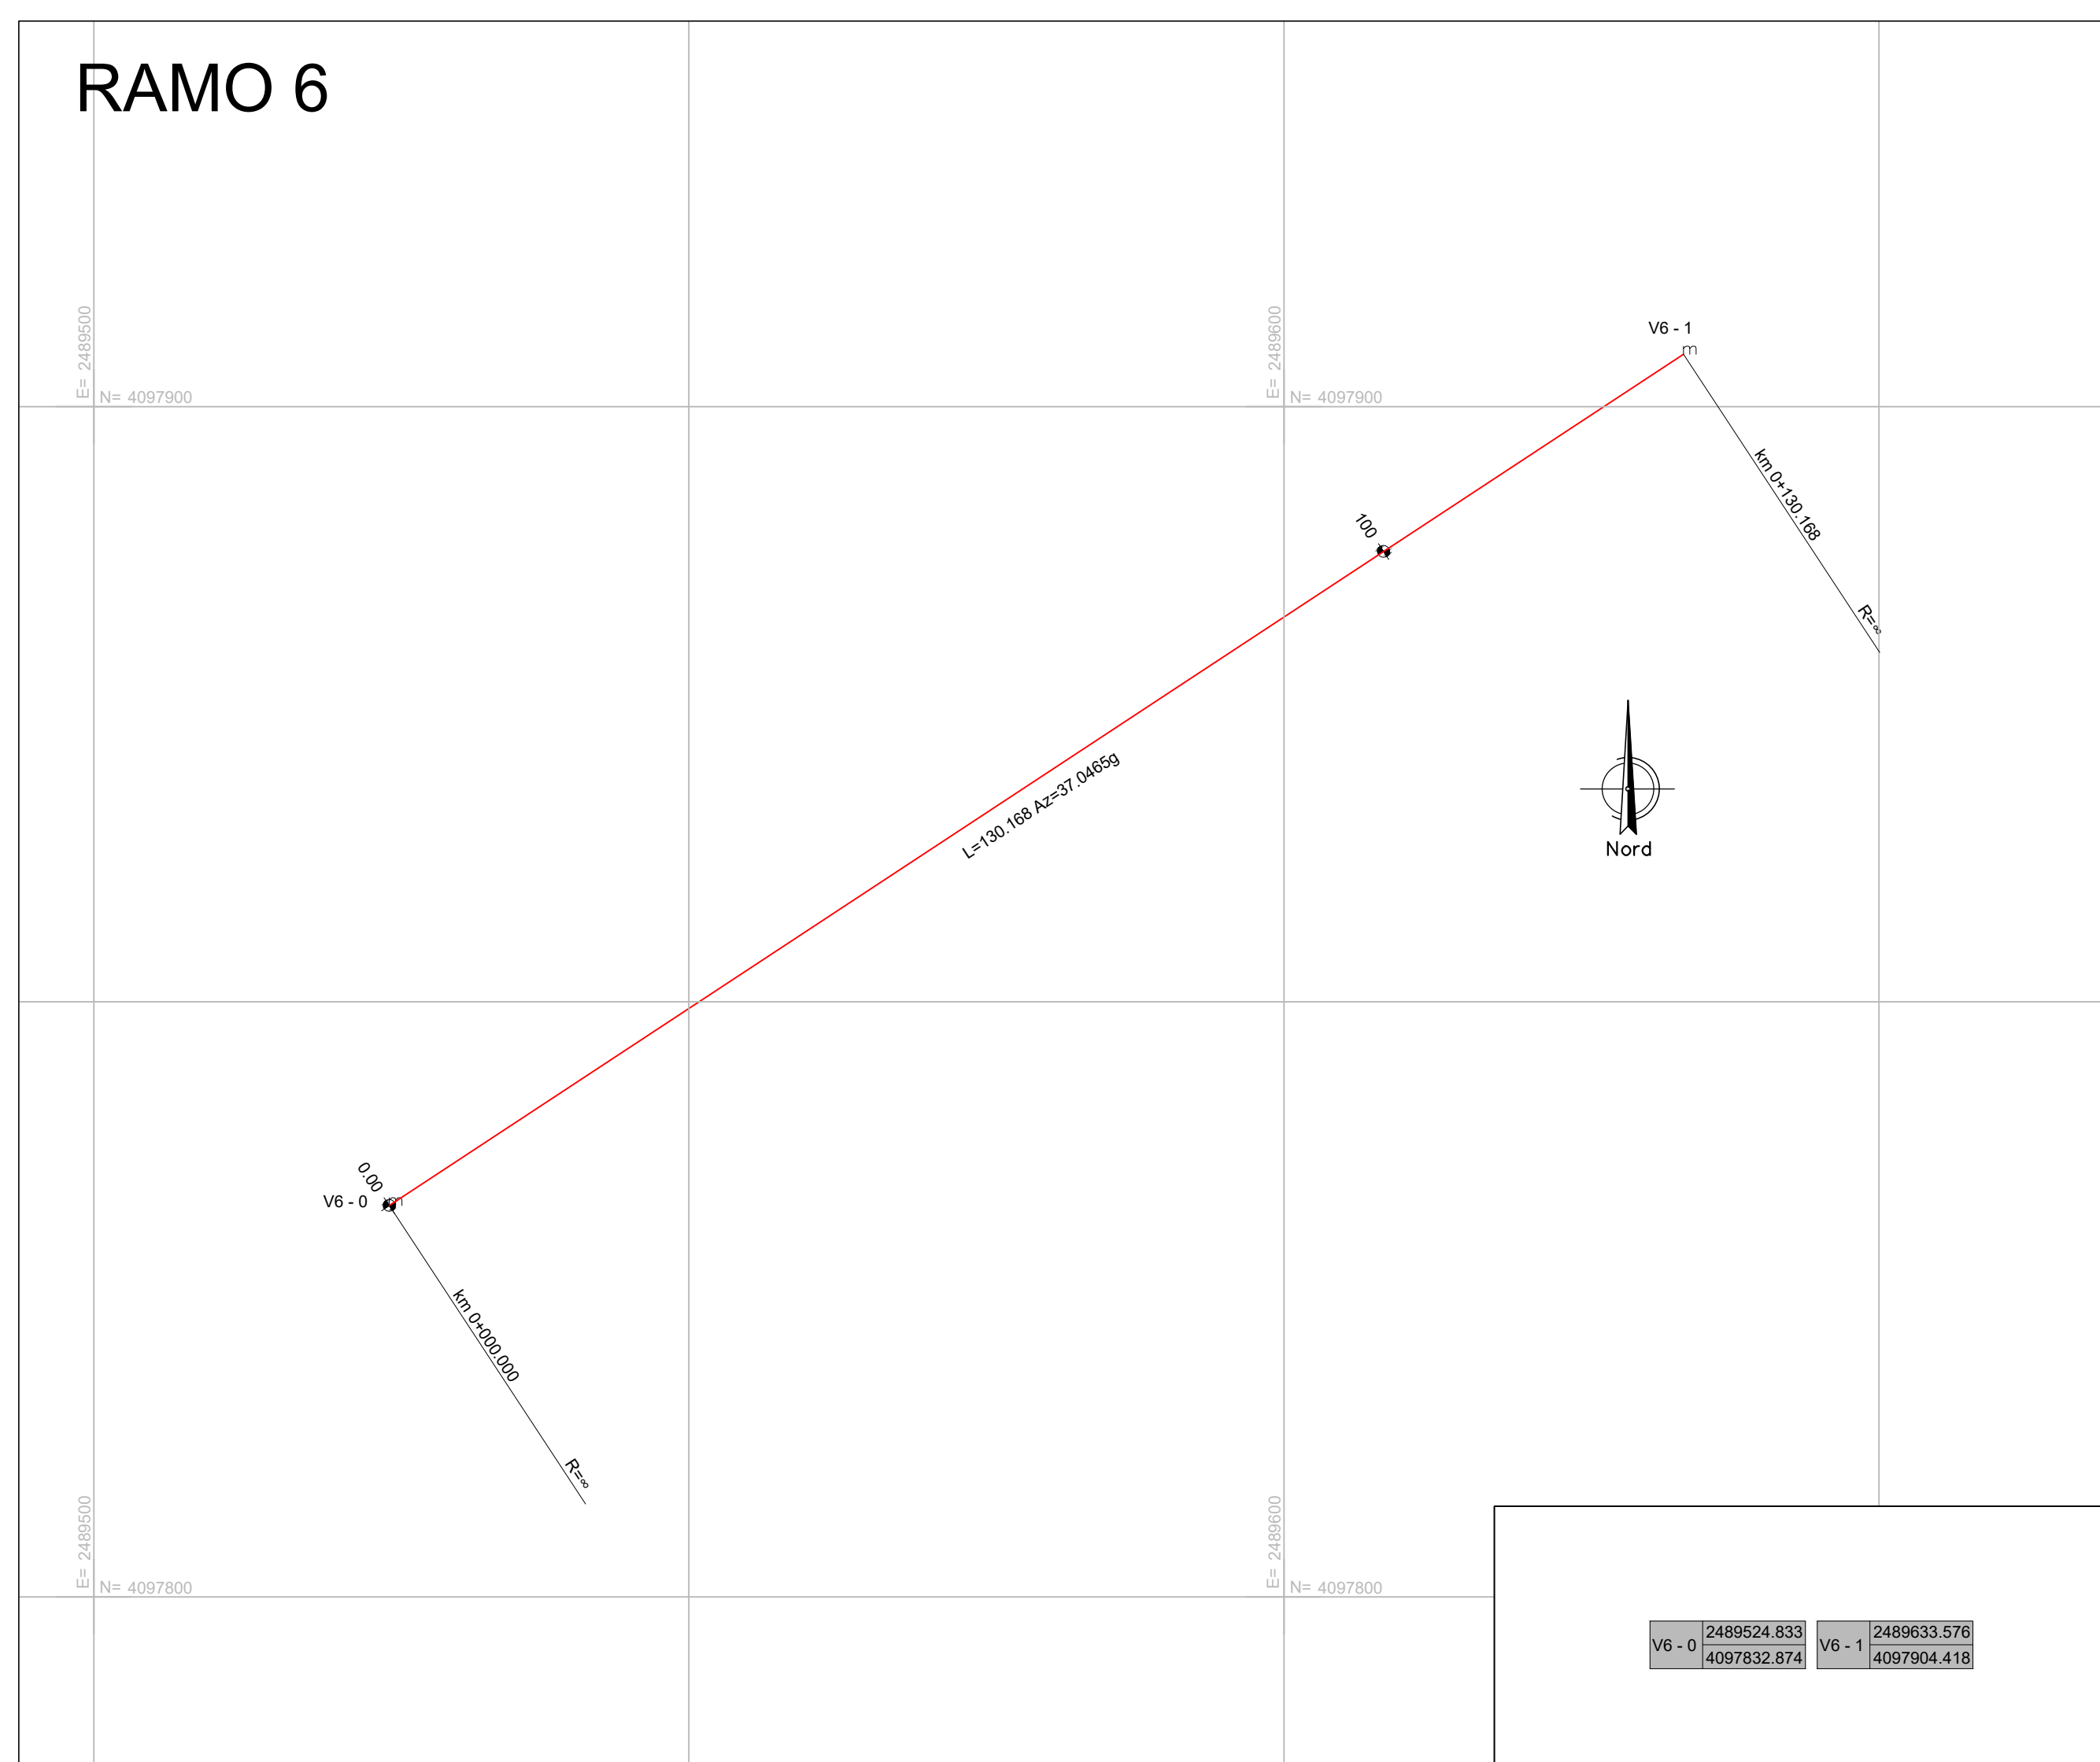 RAMO 6
E= 2489500
N= 4097900
E= 2489600
N= 4097900
V6 - 1
m
km 0+130.168
R=∞
100
L=130.168 Az=37.0465g
Nord
0.00
V6 - 0
m
km 0+000.000
R=∞
E= 2489500
N= 4097800
E= 2489600
N= 4097800
V6 - 0
2489524.833
4097832.874
V6 - 1
2489633.576
4097904.418